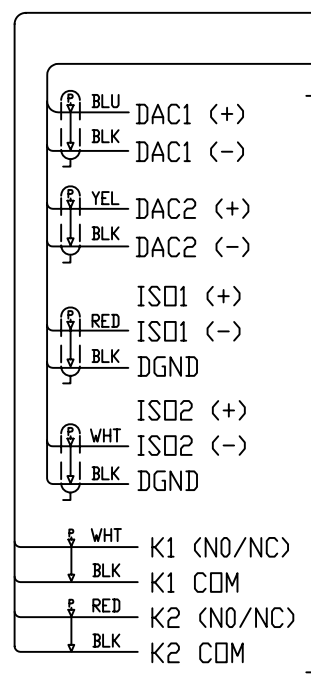 P BLU DAC1 (+)
BLK DAC1 (-)
P YEL DAC2 (+)
BLK DAC2 (-)
ISO1 (+)
P RED ISO1 (-)
BLK DGND
ISO2 (+)
P WHT ISO2 (-)
BLK DGND
P WHT K1 (NO/NC)
BLK K1 COM
P RED K2 (NO/NC)
BLK K2 COM